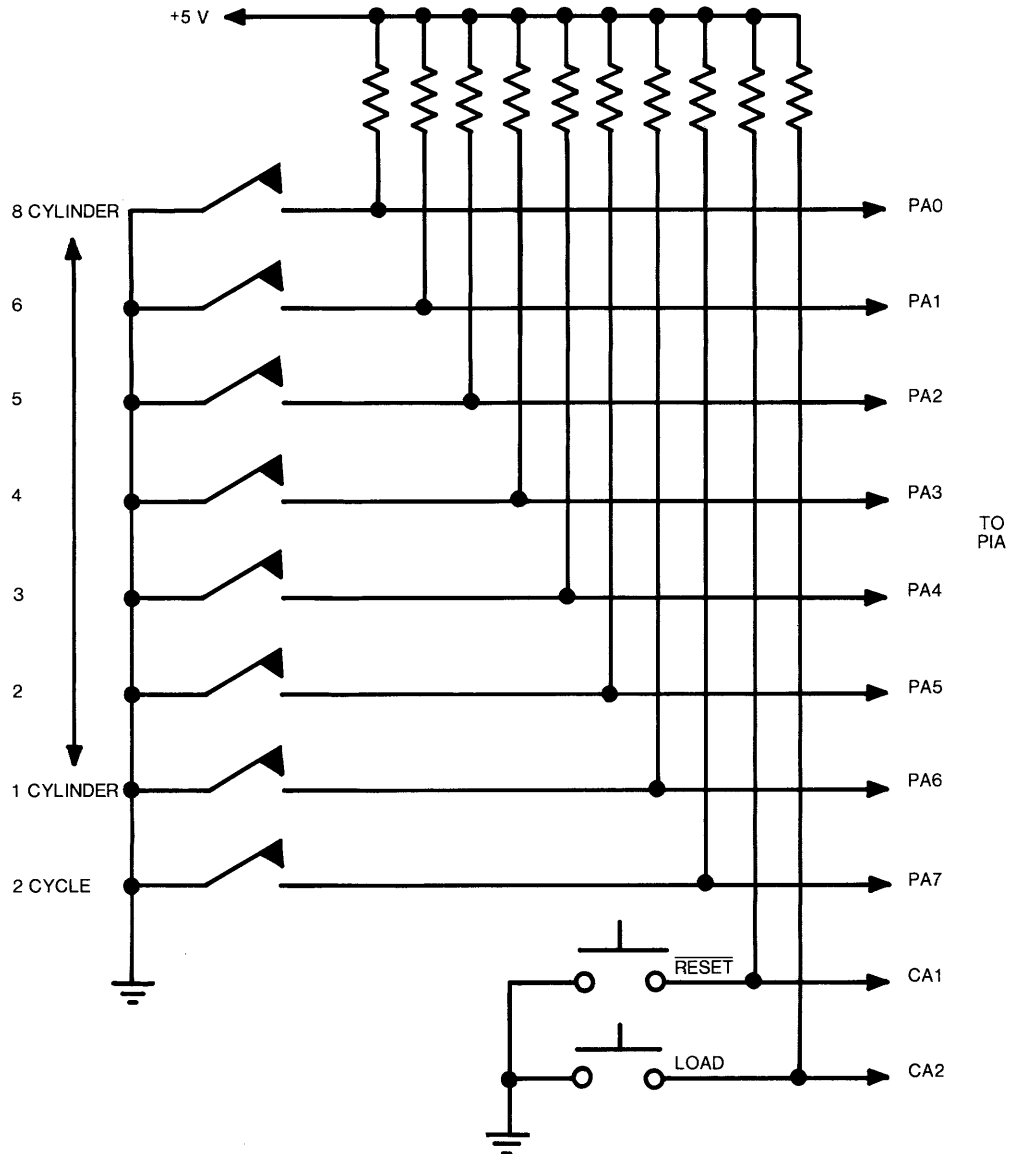 +5 V
8 CYLINDER
PA0
6
PA1
5
PA2
4
PA3
TO
PIA
3
PA4
2
PA5
1 CYLINDER
PA6
2 CYCLE
PA7
RESET
CA1
LOAD
CA2